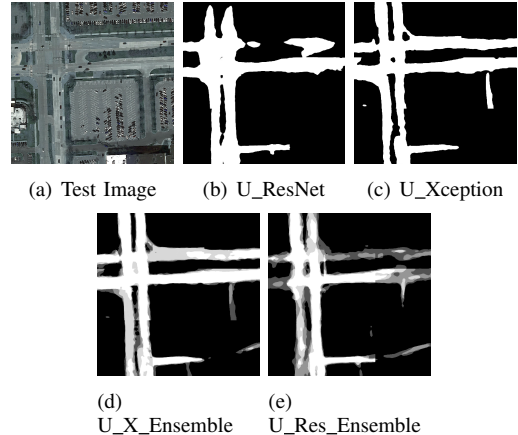 (a) Test Image
(b) U_ResNet
(c) U_Xception
(d)
U_X_Ensemble
(e)
U_Res_Ensemble